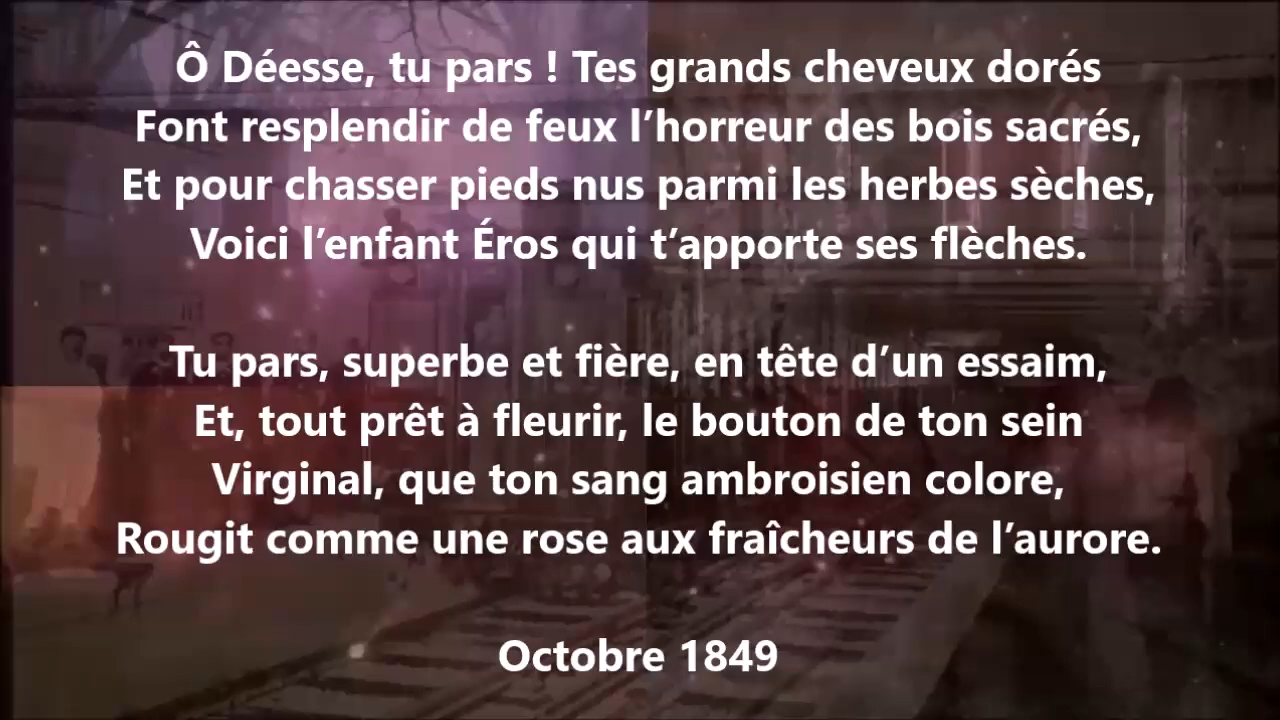 Ô Déesse, tu pars ! Tes grands cheveux dorés
Font resplendir de feux l’horreur des bois sacrés,
Et pour chasser pieds nus parmi les herbes sèches,
Voici l’enfant Éros qui t’apporte ses flèches.
Tu pars, superbe et fière, en tête d’un essaim,
Et, tout prêt à fleurir, le bouton de ton sein
Virginal, que ton sang ambroisien colore,
Rougit comme une rose aux fraîcheurs de l’aurore.
Octobre 1849